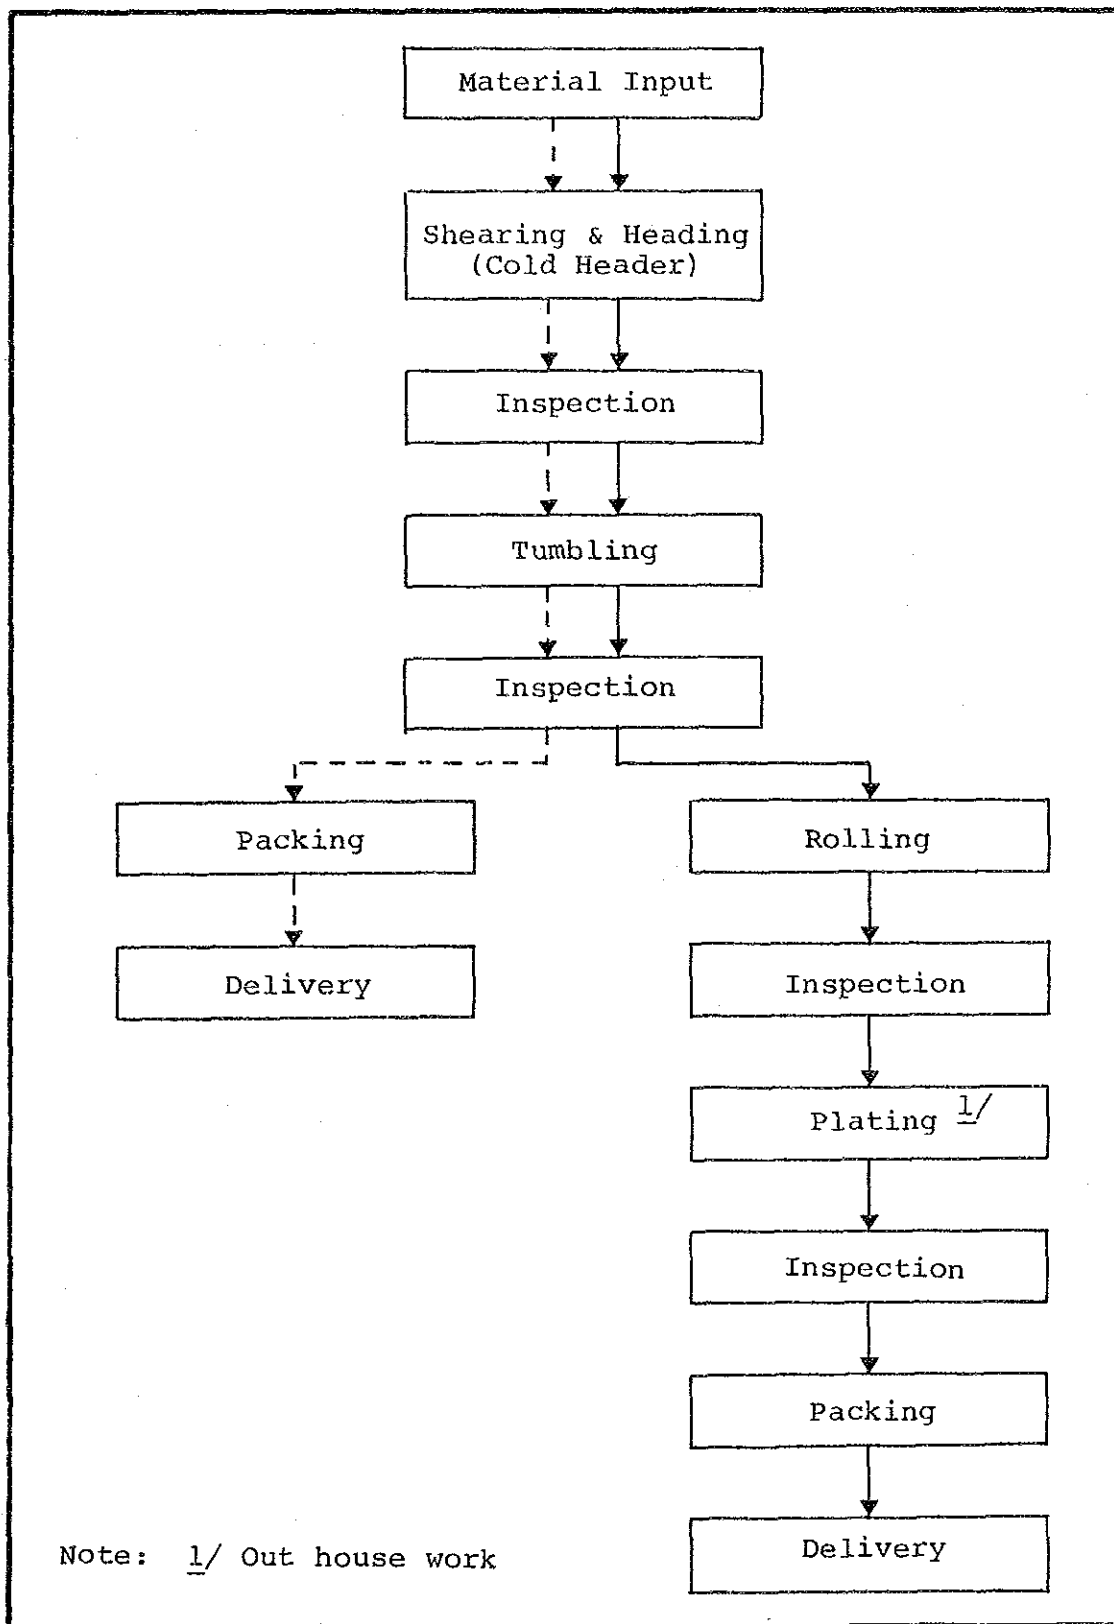 Material Input
Shearing & Heading
(Cold Header)
Inspection
Tumbling
Inspection
Packing
Delivery
Rolling
Inspection
Plating 1/
Inspection
Packing
Delivery
Note: 1/ Out house work